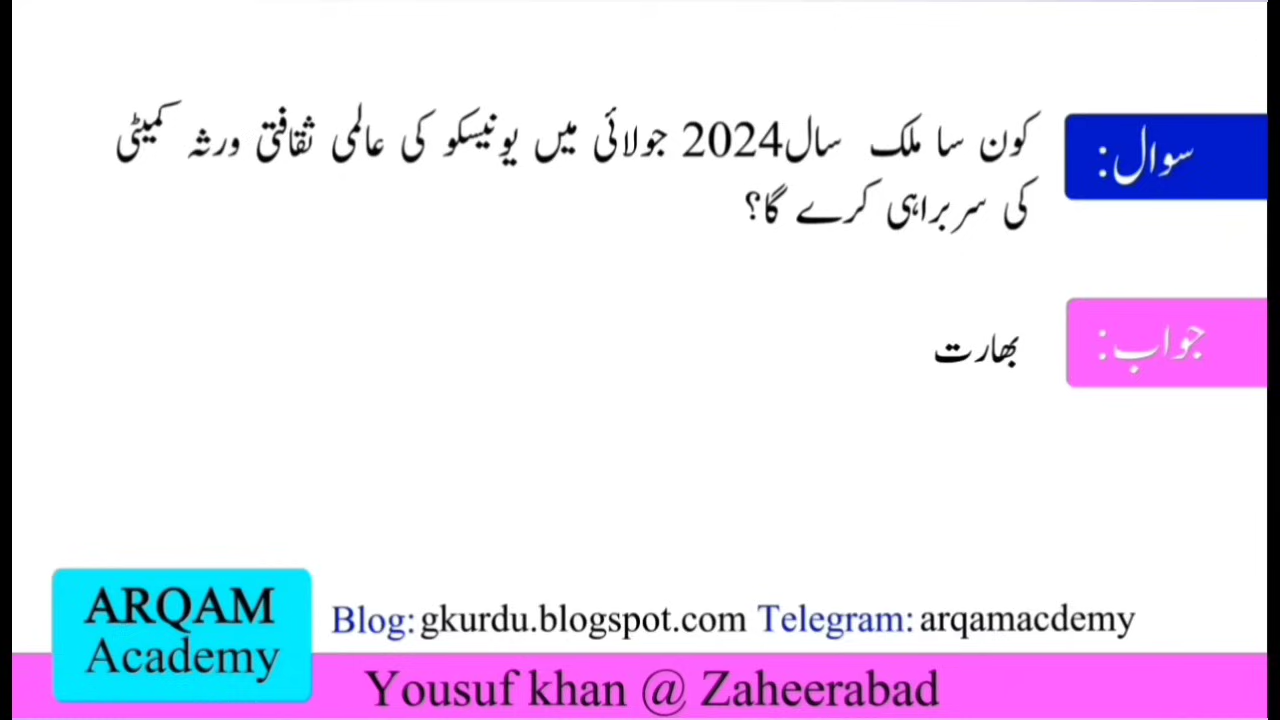 سوال:
کون سا ملک سال2024 جولائی میں یونیسکو کی عالمی ثقافتی ورثہ کمیٹی
کی سربراہی کرے گا؟
جواب:
بھارت
ARQAM
Academy
Blog: gkurdu.blogspot.com Telegram: arqamacdemy
Yousuf khan @ Zaheerabad